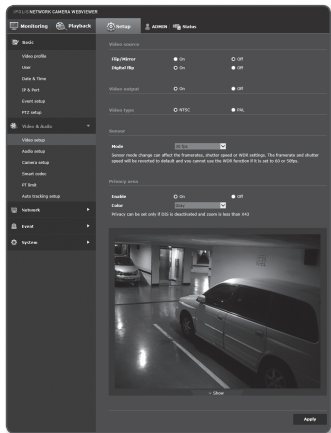 iPOLiS NETWORK CAMERA WEBVIEWER
Monitoring Playback Setup ADMIN Status
Basic
Video profile
User
Date & Time
IP & Port
Event setup
PTZ setup
Video & Audio
Video setup
Audio setup
Camera setup
Smart codec
PT limit
Auto tracking setup
Network
Event
System
Video source
Flip/Mirror On Off
Digital flip On Off
Video output On Off
Video type NTSC PAL
Sensor
Mode 30 fps
Sensor mode change can affect the framerates, shutter speed or WDR settings. The framerate and shutter
speed will be reverted to default and you cannot use the WDR function if it is set to 60 or 50fps.
Privacy area
Enable On Off
Color Gray
Privacy can be set only if DIS is deactivated and zoom is less than
Show
Apply